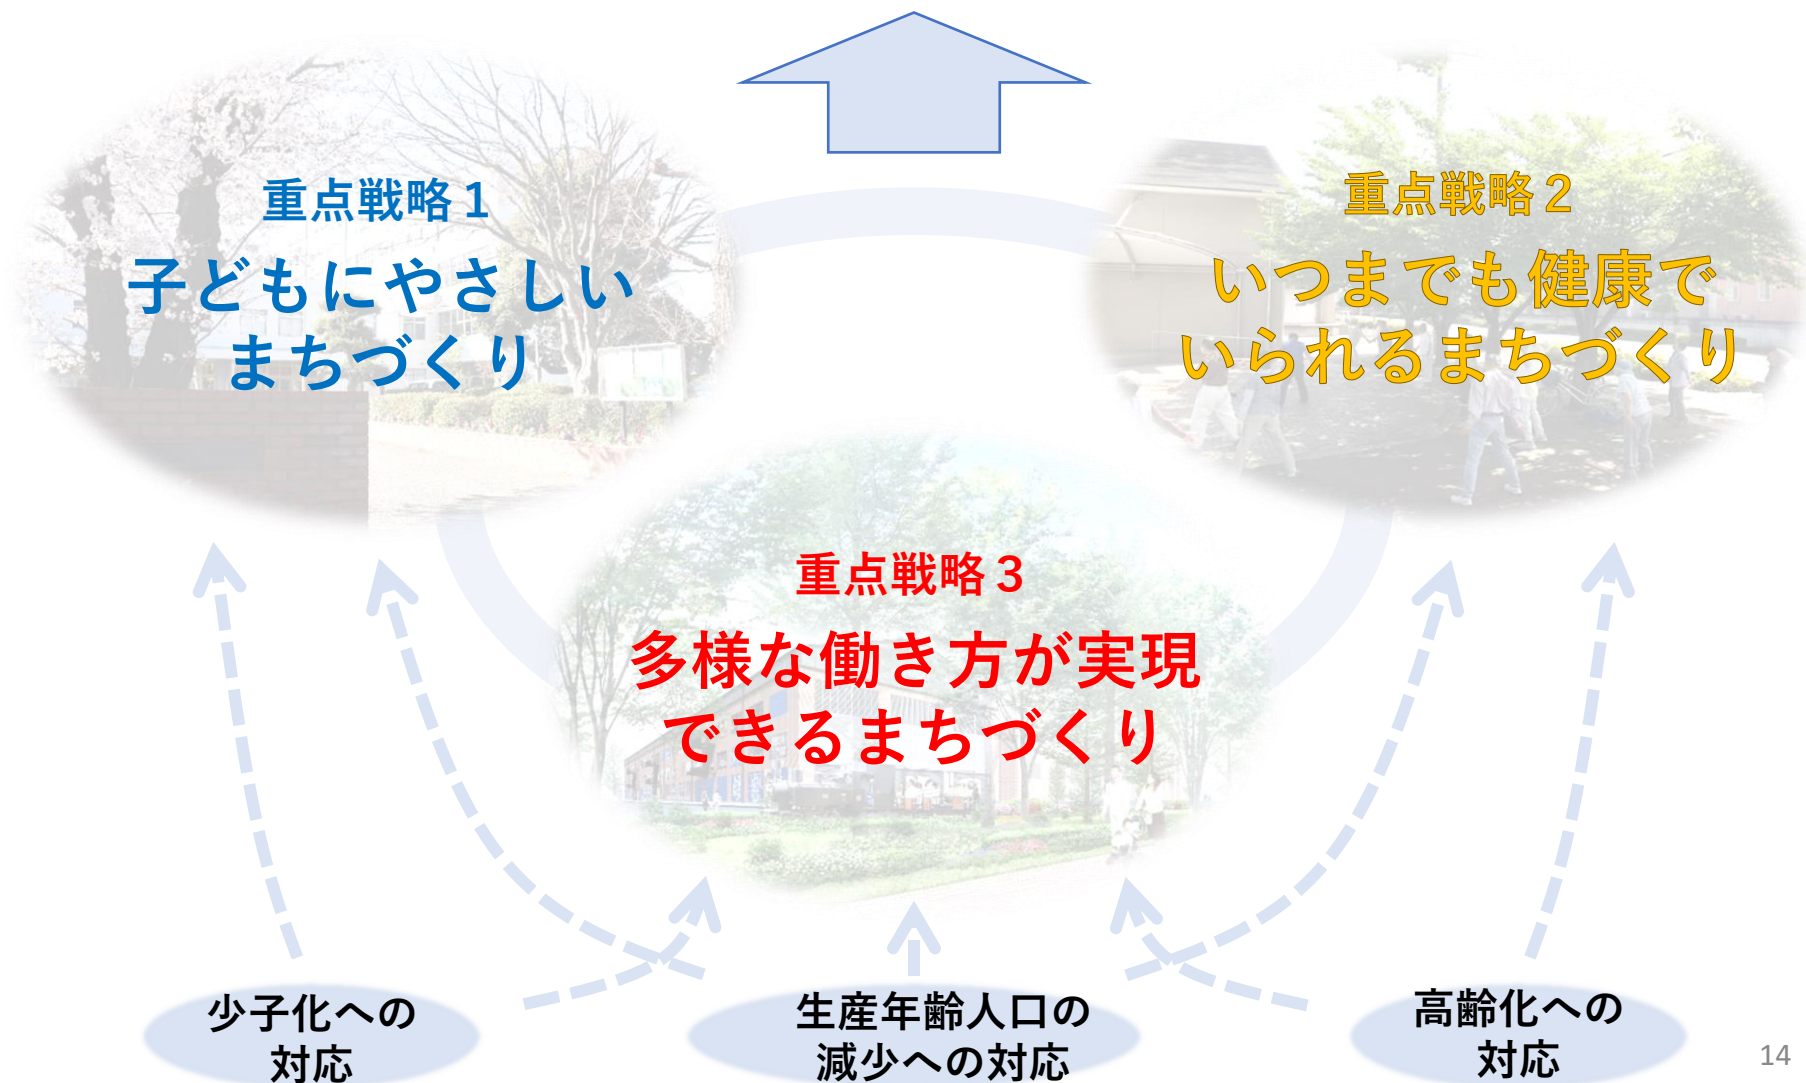 重点戦略1
子どもにやさしい
まちづくり
重点戦略2
いつまでも健康で
いられるまちづくり
重点戦略3
多様な働き方が実現
できるまちづくり
少子化への
対応
生産年齢人口の
減少への対応
高齢化への
対応
14